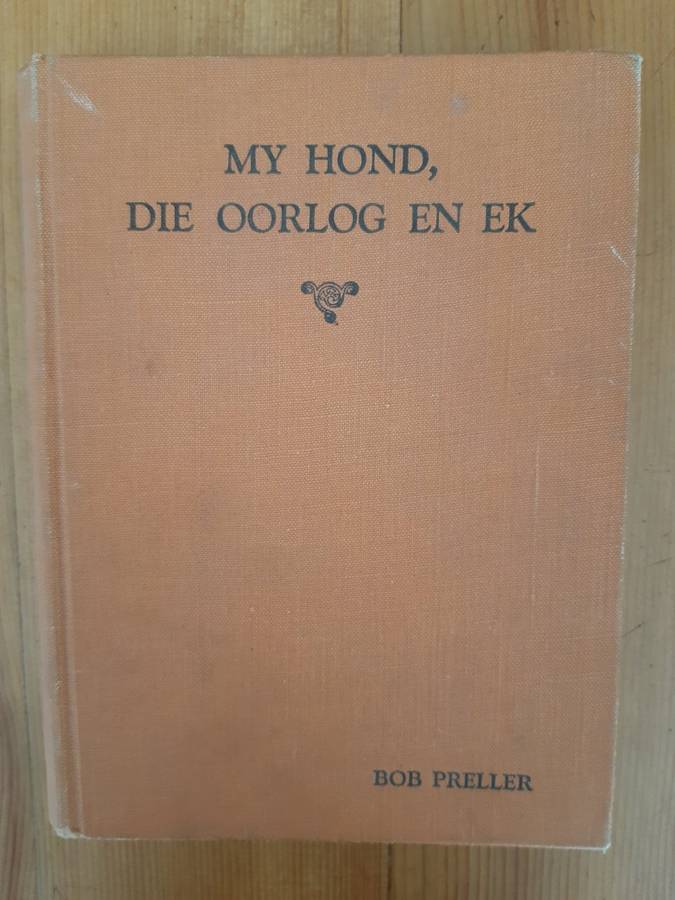 MY HOND,
DIE OORLOG EN EK
BOB PRELLER